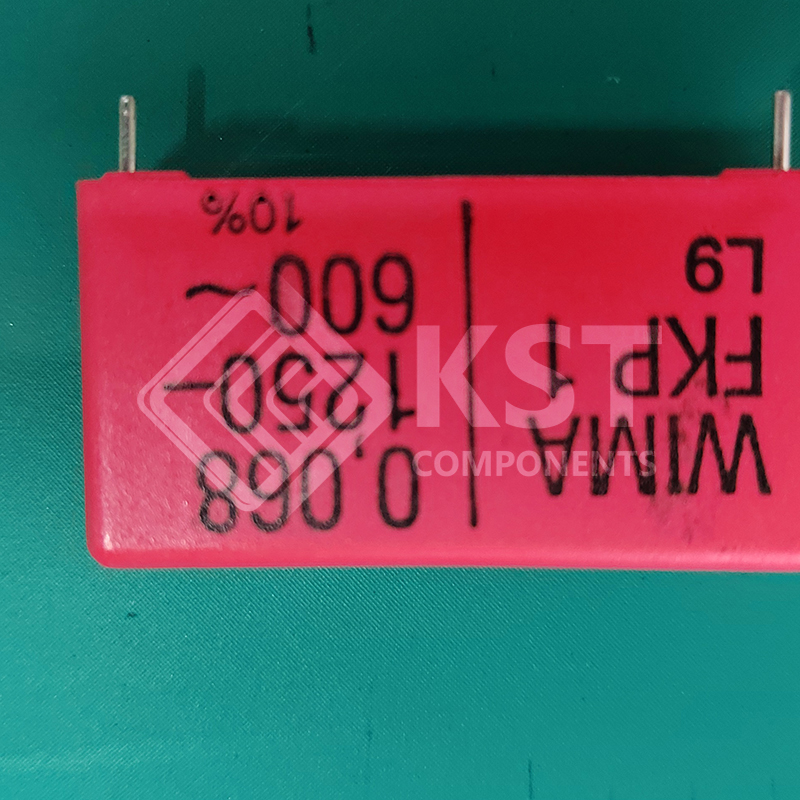 WIMA
FKP 1
L9
0,068
1250-
600~
10%
KST
COMPONENTS